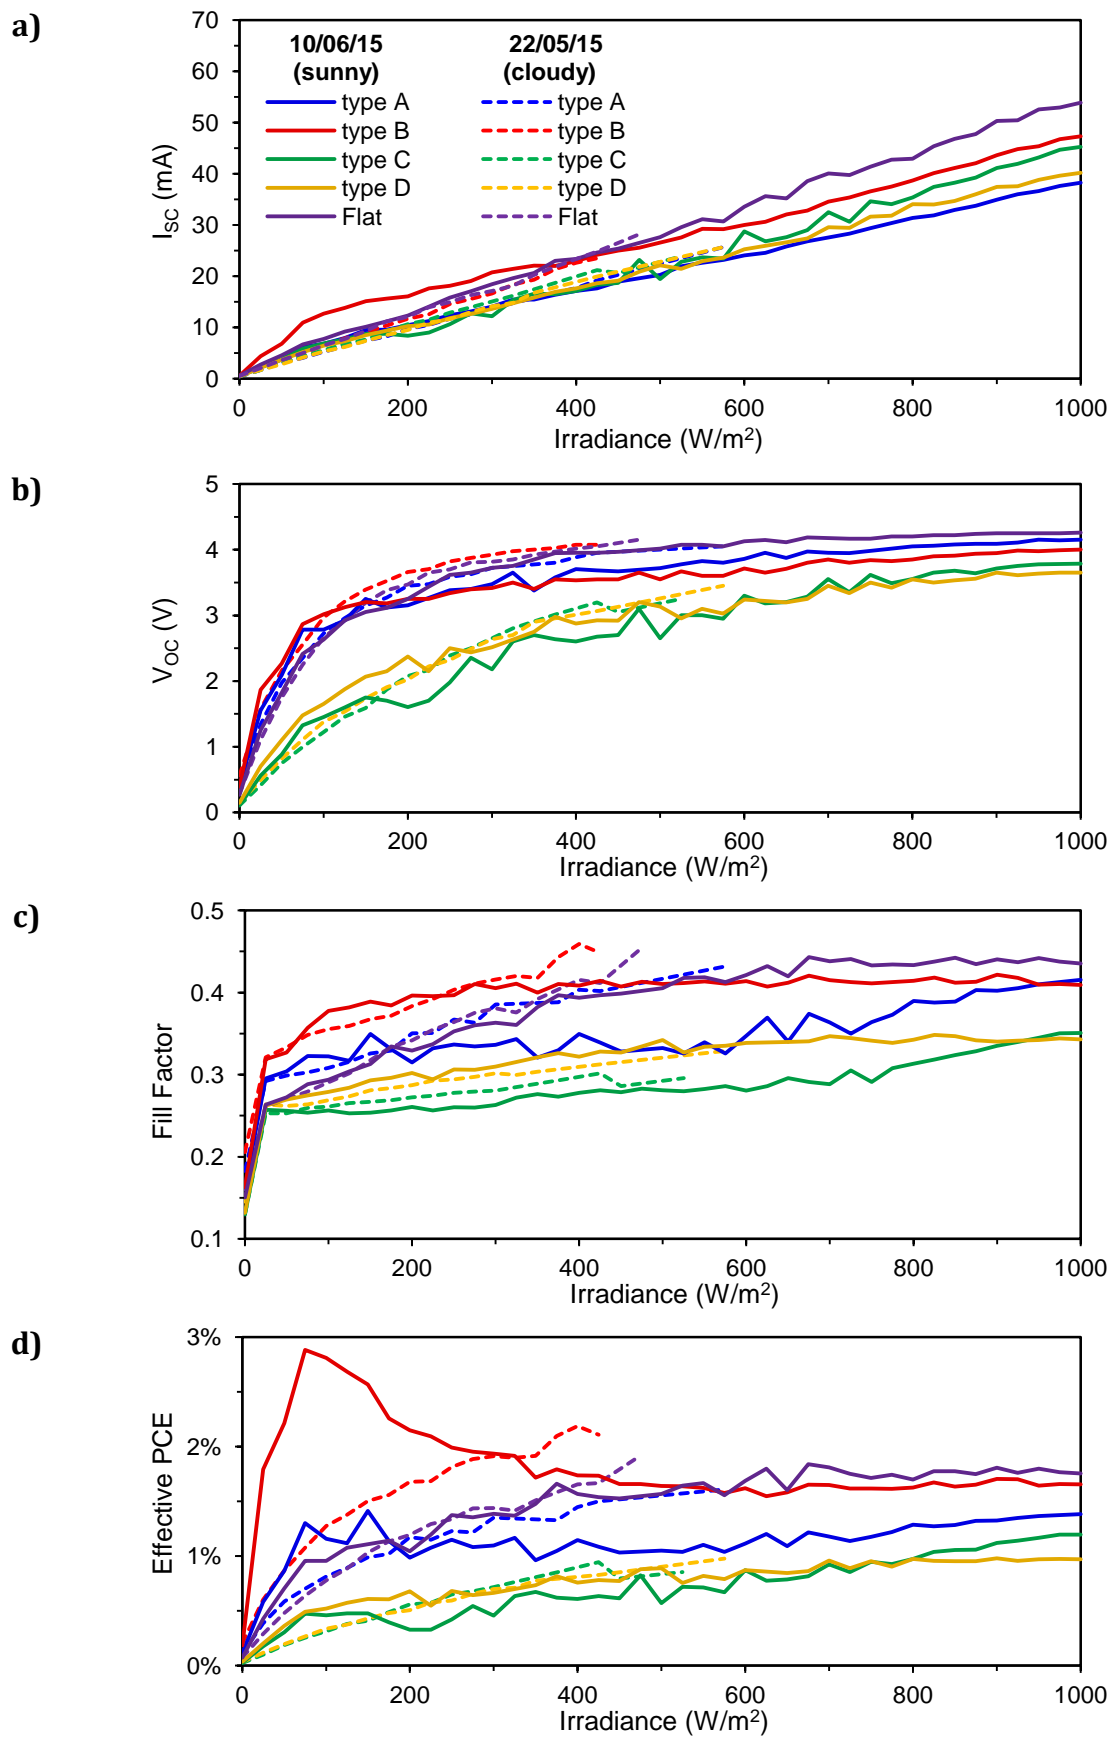 a)
70
60
50
40
30
20
10
0
I_SC (mA)
10/06/15 22/05/15
(sunny) (cloudy)
type A type A
type B type B
type C type C
type D type D
Flat Flat
0 200 400 600 800 1000
Irradiance (W/m²)
b)
5
4
3
2
1
0
V_OC (V)
0 200 400 600 800 1000
Irradiance (W/m²)
c)
0.5
0.4
0.3
0.2
0.1
Fill Factor
0 200 400 600 800 1000
Irradiance (W/m²)
d)
3%
2%
1%
0%
Effective PCE
0 200 400 600 800 1000
Irradiance (W/m²)